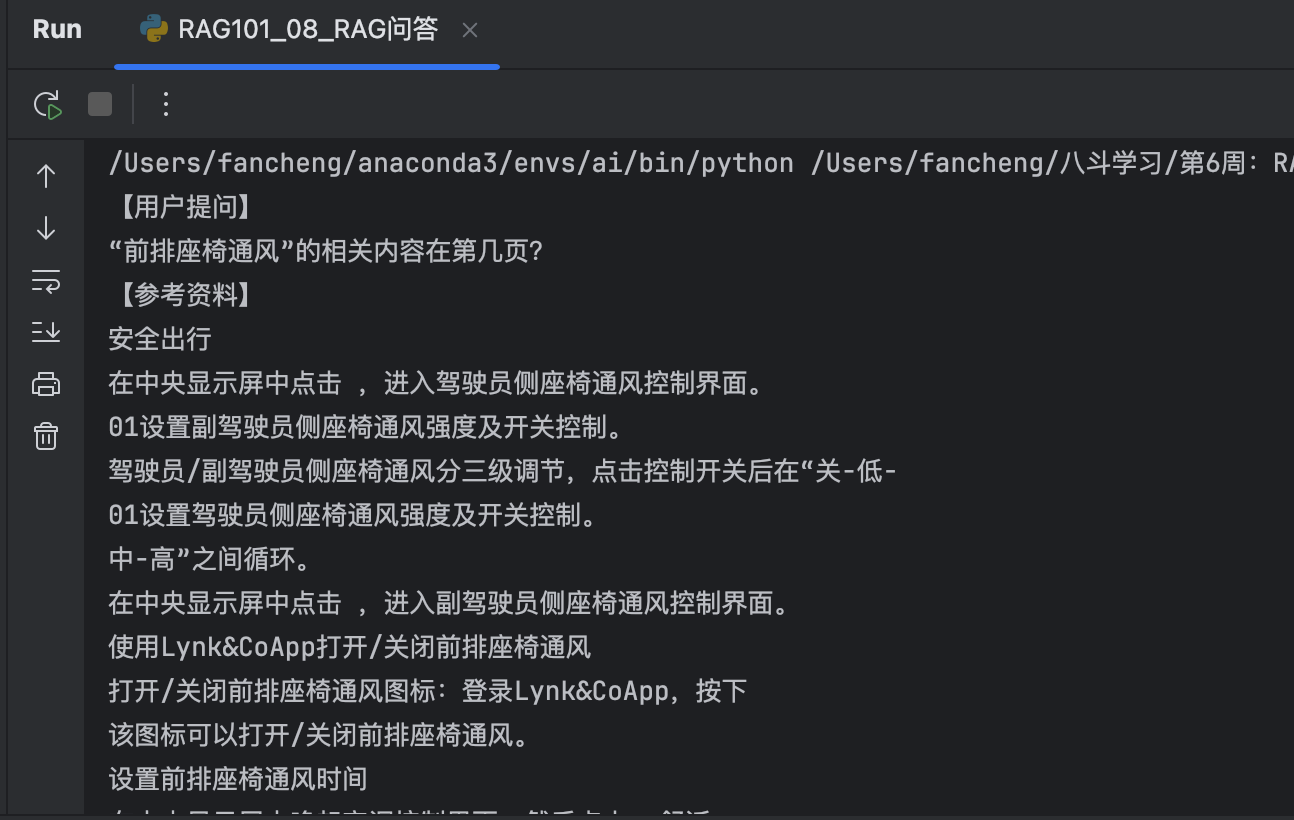 Run
RAG101_08_RAG问答
/Users/fancheng/anaconda3/envs/ai/bin/python /Users/fancheng/八斗学习/第6周：RA
【用户提问】
“前排座椅通风”的相关内容在第几页？
【参考资料】
安全出行
在中央显示屏中点击 ，进入驾驶员侧座椅通风控制界面。
01设置副驾驶员侧座椅通风强度及开关控制。
驾驶员/副驾驶员侧座椅通风分三级调节，点击控制开关后在“关-低-
01设置驾驶员侧座椅通风强度及开关控制。
中-高”之间循环。
在中央显示屏中点击 ，进入副驾驶员侧座椅通风控制界面。
使用Lynk&CoApp打开/关闭前排座椅通风
打开/关闭前排座椅通风图标：登录Lynk&CoApp，按下
该图标可以打开/关闭前排座椅通风。
设置前排座椅通风时间